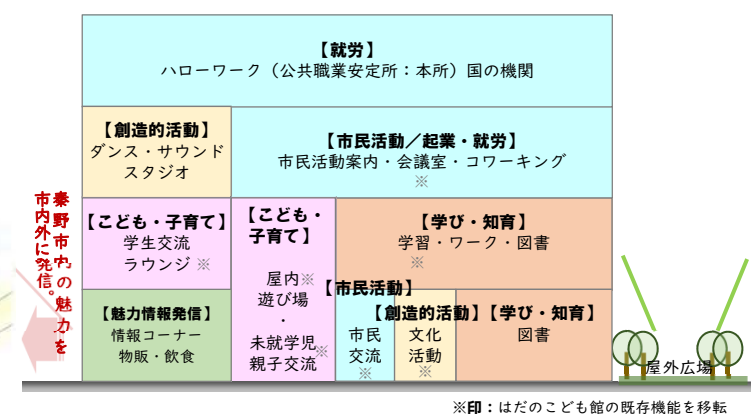 【就労】
ハローワーク（公共職業安定所：本所）国の機関
【創造的活動】
ダンス・サウンド
スタジオ
【市民活動／起業・就労】
市民活動案内・会議室・コワーキング
※
秦野市内の魅力を
市内外に発信。
【こども・子育て】
学生交流
ラウンジ ※
【こども・
子育て】
屋内※
遊び場
・
未就学児
親子交流※
【学び・知育】
学習・ワーク・図書
※
【魅力情報発信】
情報コーナー
物販・飲食
【市民活動】
市民
交流
※
【創造的活動】
文化
活動
※
【学び・知育】
図書
屋外広場
※印：はだのこども館の既存機能を移転